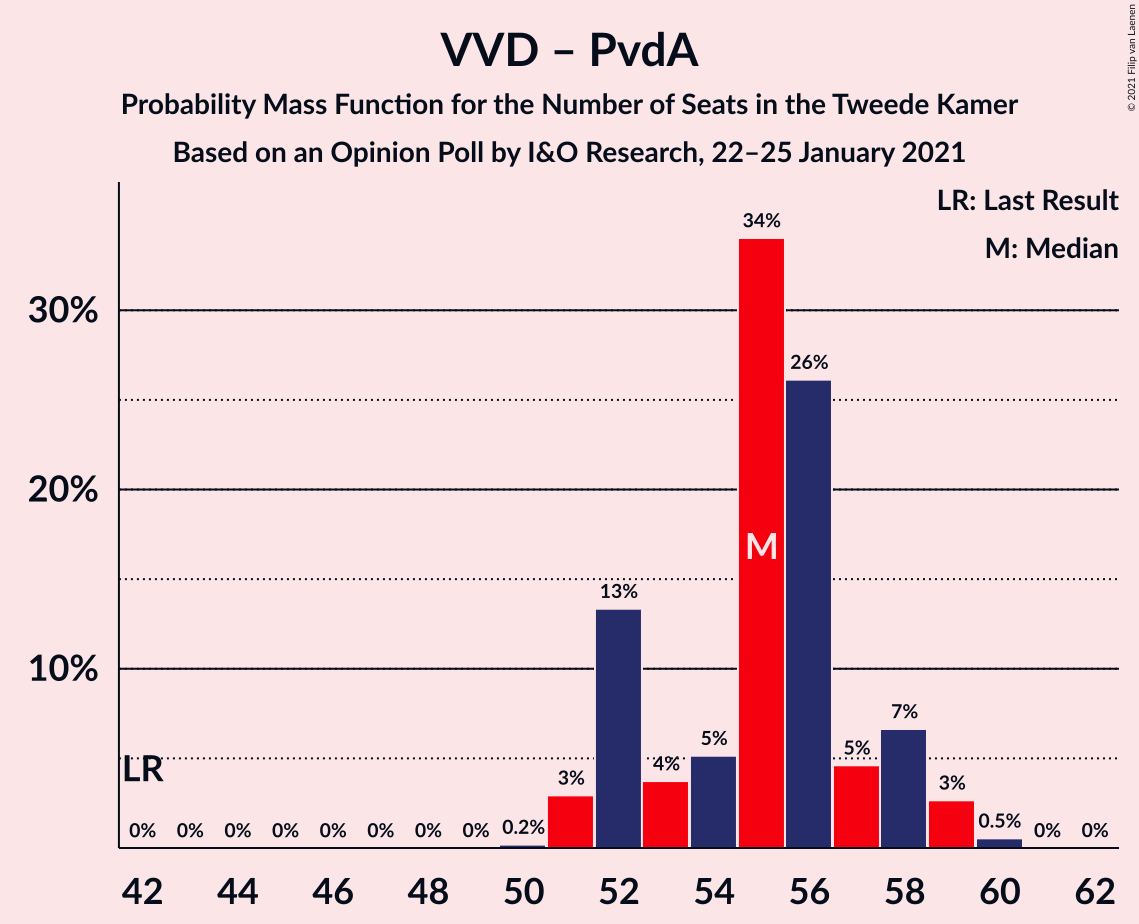 VVD – PvdA
Probability Mass Function for the Number of Seats in the Tweede Kamer
Based on an Opinion Poll by I&O Research, 22–25 January 2021
© 2021 Filip van Laenen
LR: Last Result
M: Median
34%
30%
26%
20%
M
13%
10%
7%
5%
5%
4%
3%
3%
LR
0% 0% 0% 0% 0% 0% 0% 0% 0.2% 0.5% 0% 0%
42 44 46 48 50 52 54 56 58 60 62